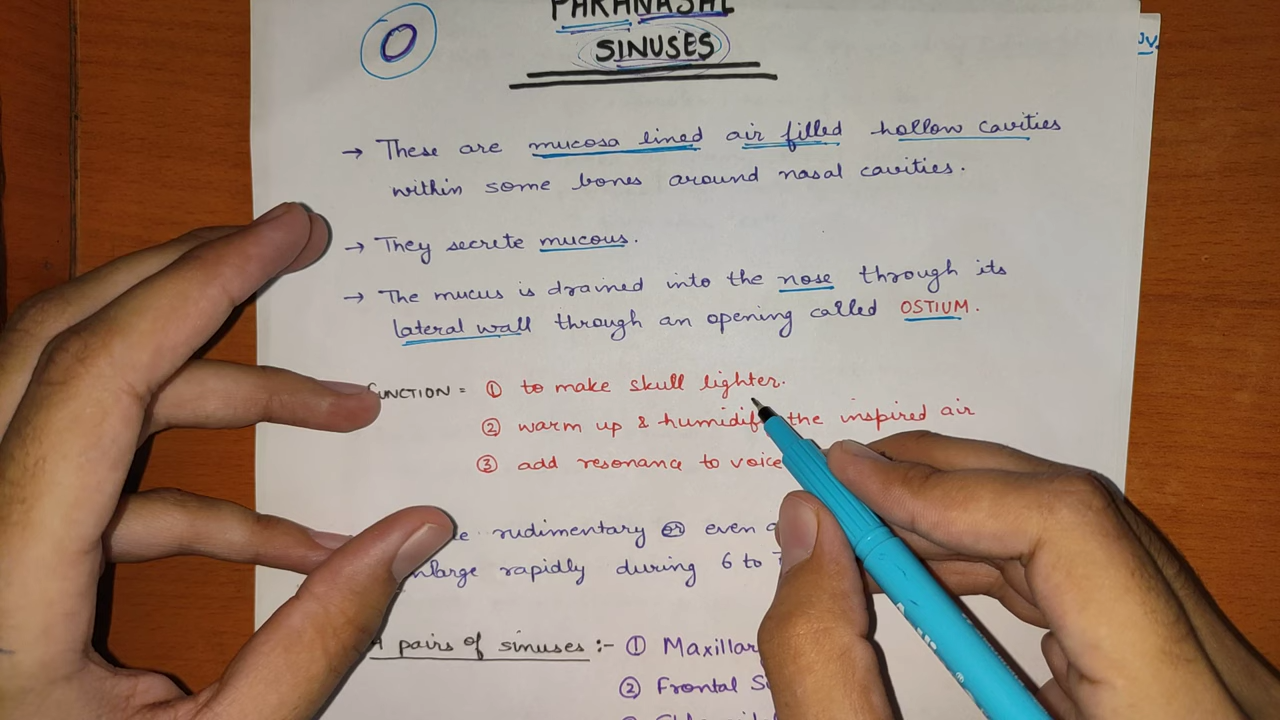 O
PARANASAL
SINUSES
→ These are mucosa lined air filled hollow cavities
within some bones around nasal cavities.
→ They secrete mucous.
→ The mucus is drained into the nose through its
lateral wall through an opening called OSTIUM.
FUNCTION = ① to make skull lighter.
② warm up & humidify the inspired air
③ add resonance to voice
rudimentary or even
enlarge rapidly during 6 to
pairs of sinuses :- ① Maxillar
② Frontal